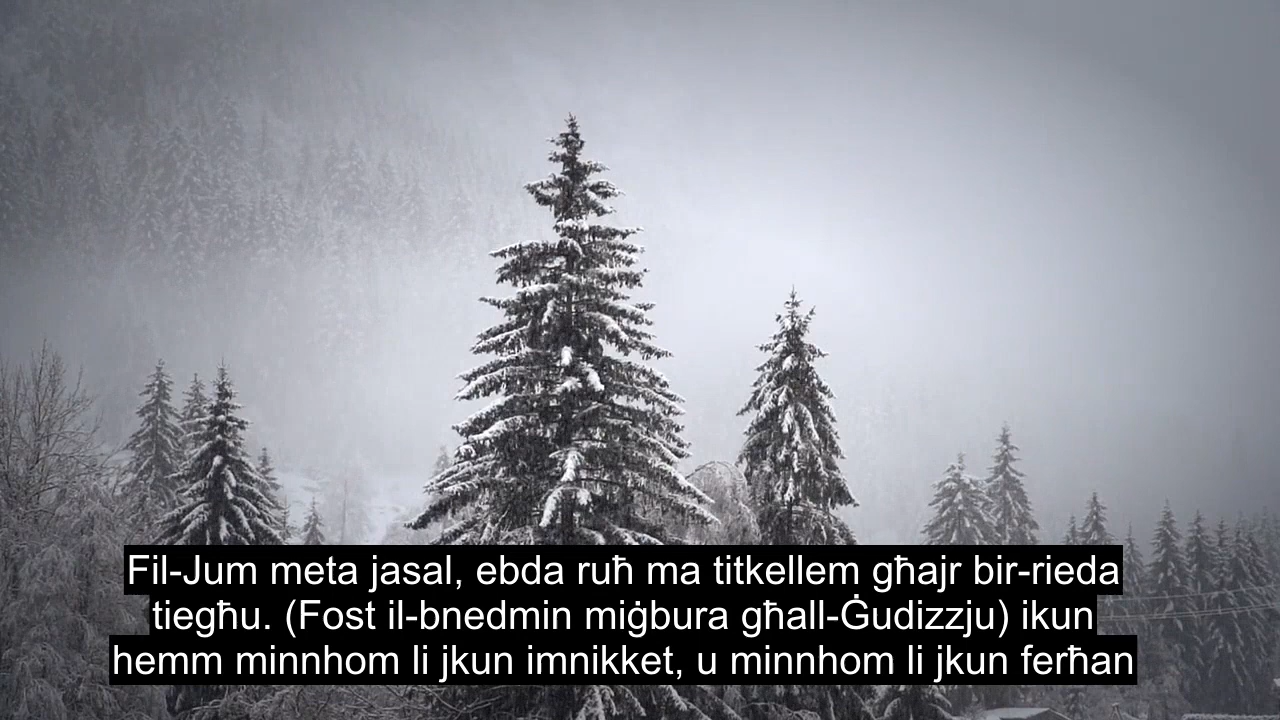 Fil-Jum meta jasal, ebda ruħ ma titkellem għajr bir-rieda
tiegħu. (Fost il-bnedmin miġbura għall-Ġudizzju) ikun
hemm minnhom li jkun imnikket, u minnhom li jkun ferħan